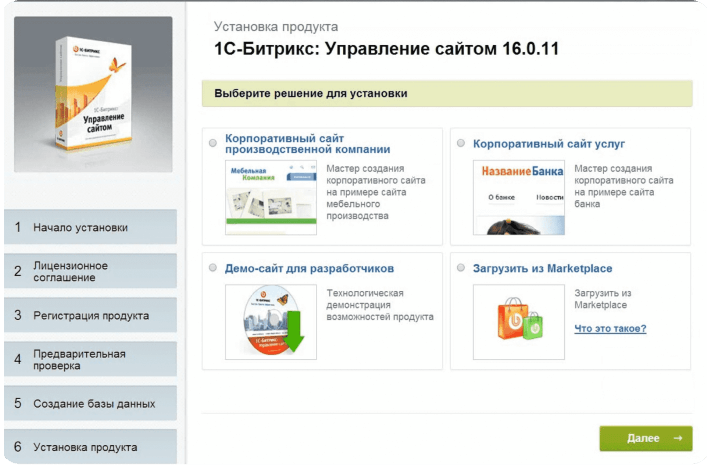 Установка продукта
1С-Битрикс: Управление сайтом 16.0.11
1С-БИТРИКС
1С-Битрикс:
Управление
сайтом
Выберите решение для установки
Корпоративный сайт
производственной компании
Мебельная
Компания
Мастер создания
корпоративного сайта
на примере сайта
мебельного
производства
Корпоративный сайт услуг
НазваниеБанка
О банке Новости
Мастер создания
корпоративного сайта
на примере сайта
банка
Демо-сайт для разработчиков
1С-БИТРИКС
1С-Битрикс:
Технологическая
демонстрация
возможностей продукта
Загрузить из Marketplace
Загрузить из
Marketplace
Что это такое?
1 Начало установки
2 Лицензионное
соглашение
3 Регистрация продукта
4 Предварительная
проверка
5 Создание базы данных
6 Установка продукта
Далее →